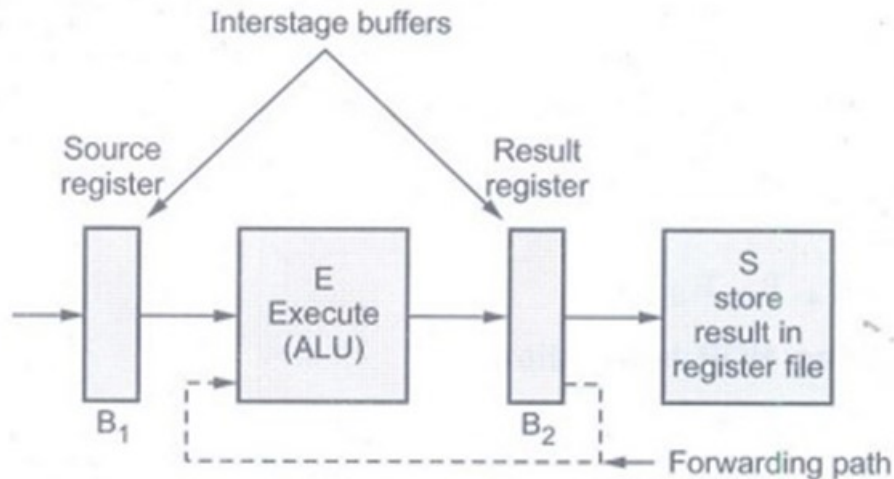 Interstage buffers
Source
register
Result
register
E
Execute
(ALU)
S
store
result in
register file
B1
B2
Forwarding path